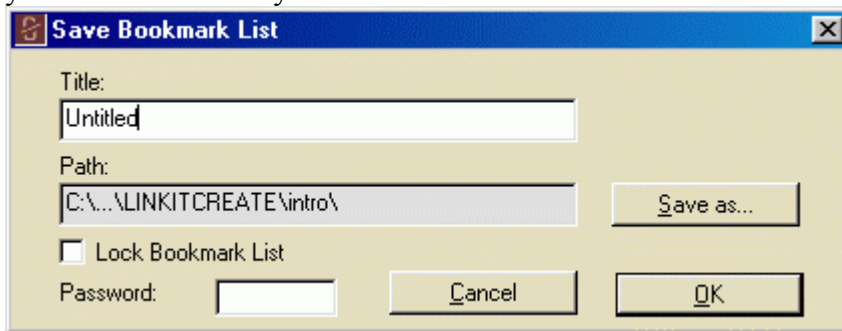 Save Bookmark List
Title:
Untitled
Path:
C:\...\LINKITCREATE\intro\
Save as...
Lock Bookmark List
Password:
Cancel
OK